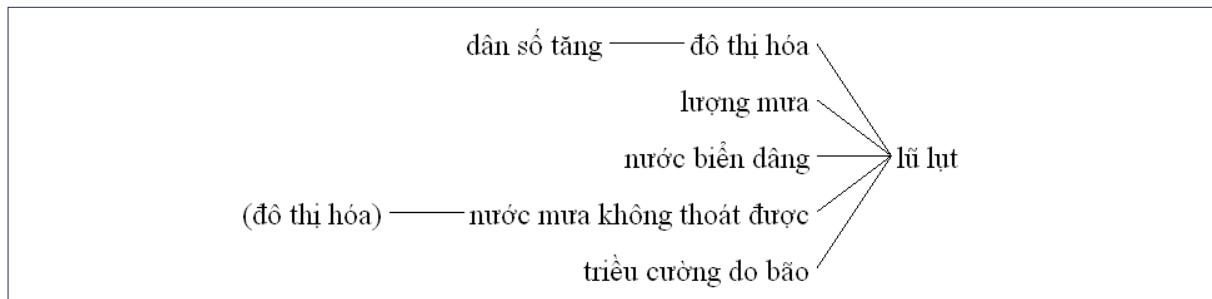 dân số tăng đô thị hóa
lượng mưa
nước biển dâng lũ lụt
(đô thị hóa) nước mưa không thoát được
triều cường do bão